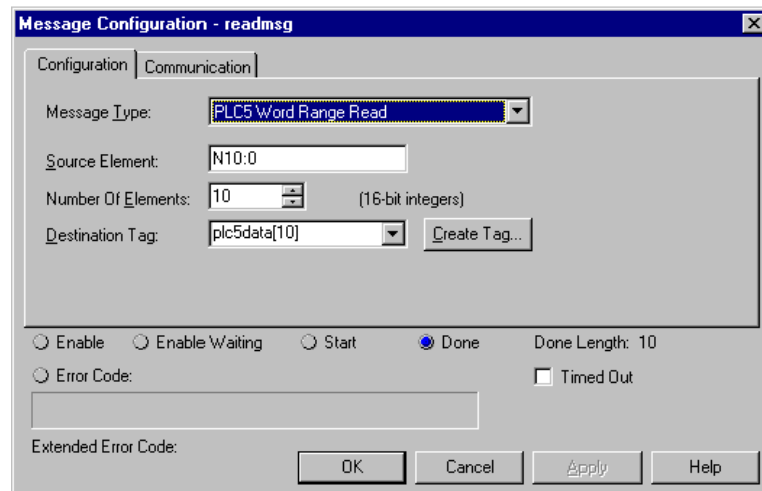 Message Configuration - readmsg
Configuration Communication
Message Type: PLC5 Word Range Read
Source Element: N10:0
Number Of Elements: 10 (16-bit integers)
Destination Tag: plc5data[10] Create Tag...
Enable Enable Waiting Start Done Done Length: 10
Error Code: Timed Out
Extended Error Code:
OK Cancel Apply Help